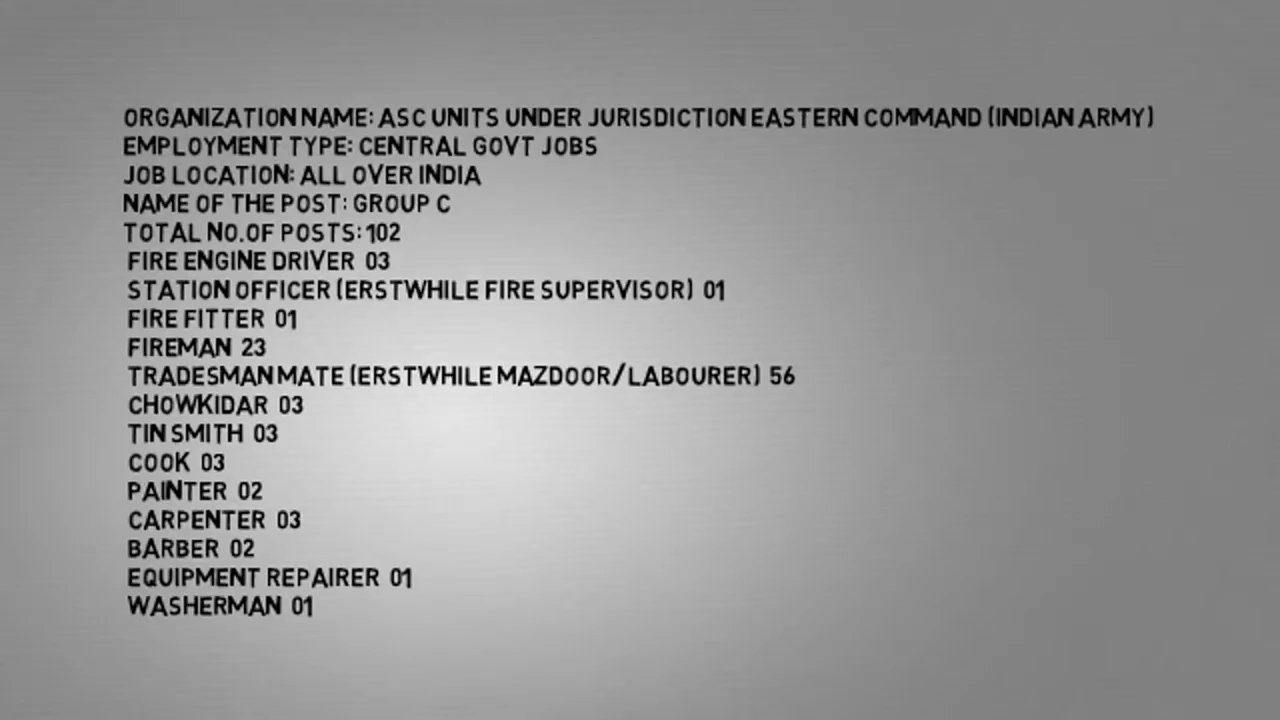 ORGANIZATION NAME: ASC UNITS UNDER JURISDICTION EASTERN COMMAND (INDIAN ARMY)
EMPLOYMENT TYPE: CENTRAL GOVT JOBS
JOB LOCATION: ALL OVER INDIA
NAME OF THE POST: GROUP C
TOTAL NO.OF POSTS: 102
FIRE ENGINE DRIVER 03
STATION OFFICER (ERSTWHILE FIRE SUPERVISOR) 01
FIRE FITTER 01
FIREMAN 23
TRADESMAN MATE (ERSTWHILE MAZDOOR/LABOURER) 56
CHOWKIDAR 03
TIN SMITH 03
COOK 03
PAINTER 02
CARPENTER 03
BARBER 02
EQUIPMENT REPAIRER 01
WASHERMAN 01